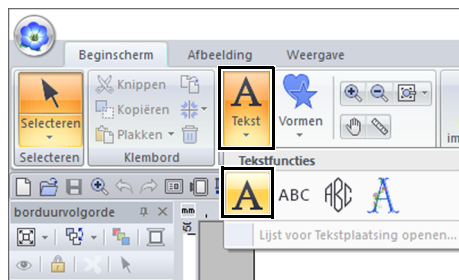 Beginscherm Afbeelding Weergave
Selecteren
Knippen
Kopiëren
Plakken
A
Tekst
Vormen
Selecteren
Klembord
Tekstfuncties
A ABC ABC A
Lijst voor Tekstplaatsing openen...
borduurvolgorde
mm